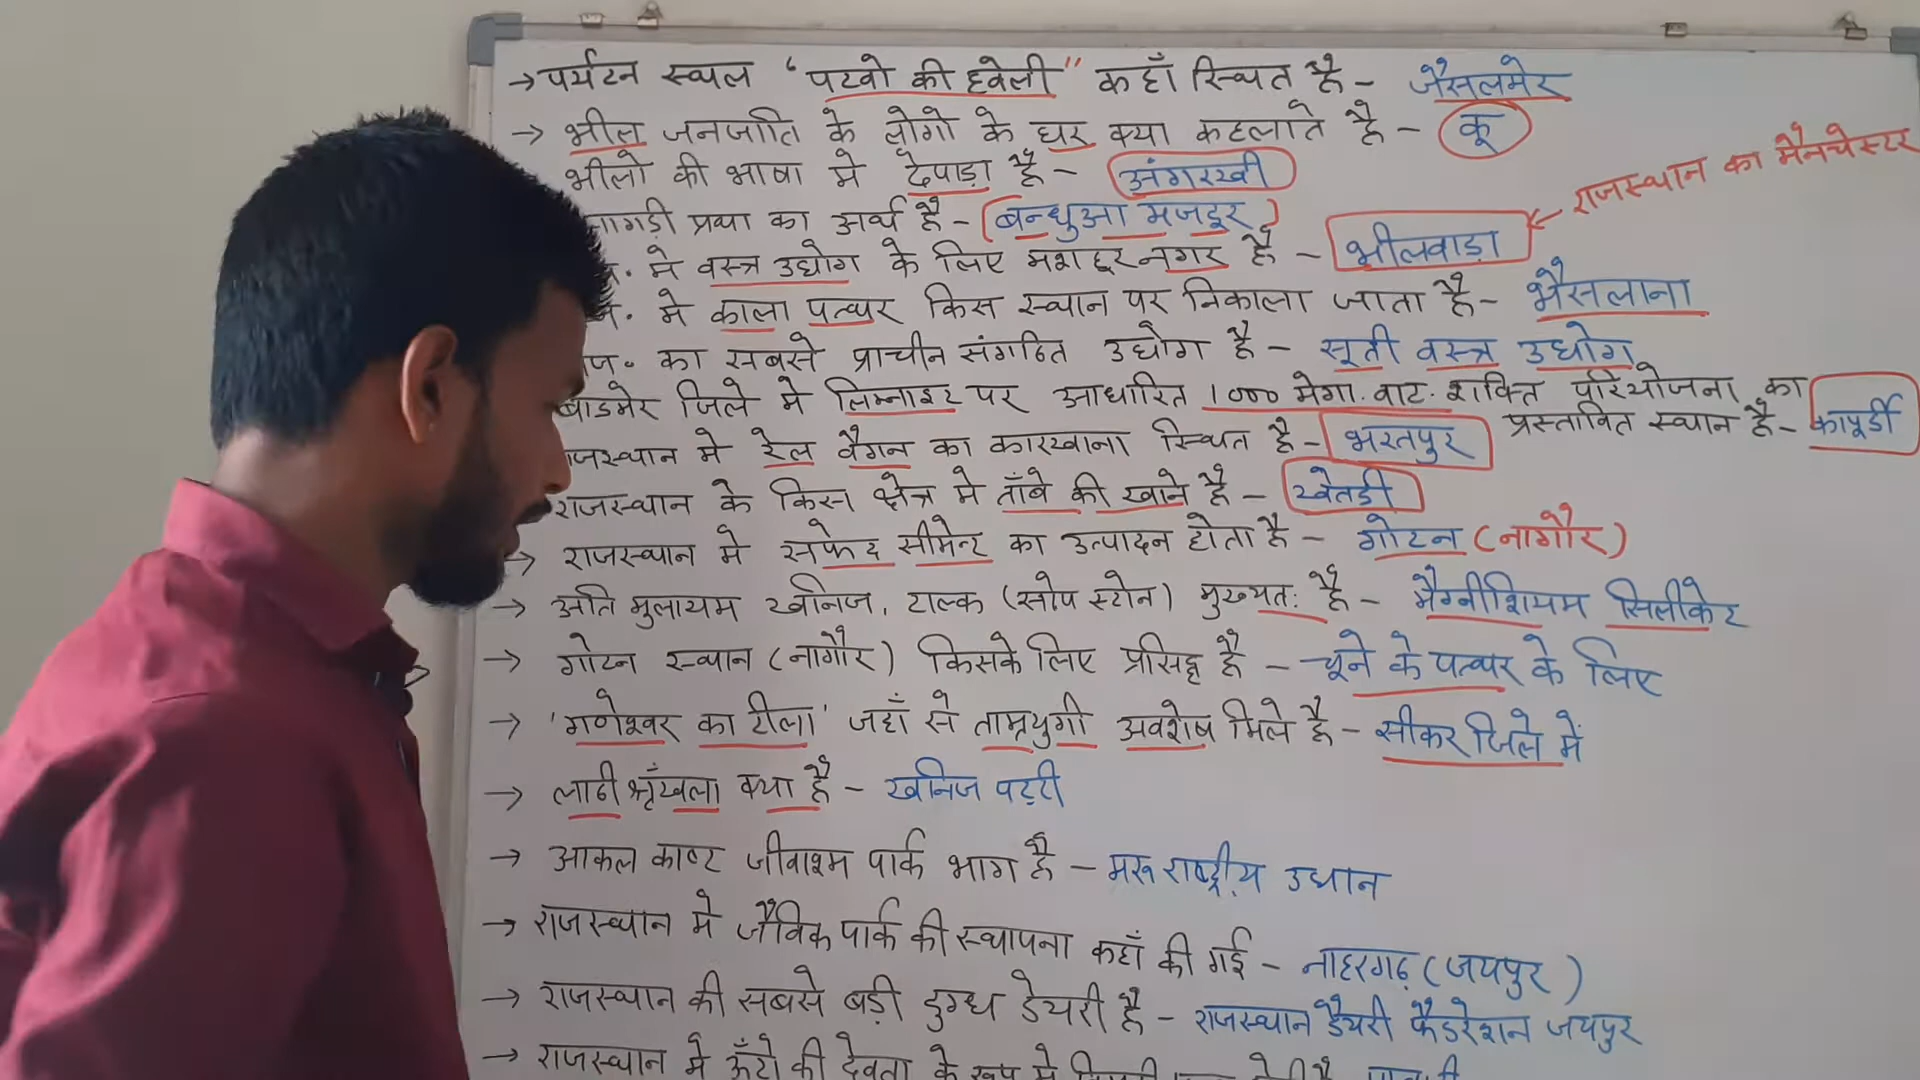 → पर्यटन स्थल "पटवो की हवेली" कहाँ स्थित है - जैसलमेर
→ भील जनजाति के लोगो के घर क्या कहलाते है - कू
भीलो की भाषा मे देपाड़ा है - अंगरखी
राजस्थान का मैनचेस्टर
सागड़ी प्रथा का अर्थ है - (बन्धुआ मजदूर)
मे वस्त्र उद्योग के लिए मशहूर नगर है - भीलवाड़ा
मे काला पत्थर किस स्थान पर निकाला जाता है - भैसलाना
का सबसे प्राचीन संगठित उद्योग है - सूती वस्त्र उद्योग
बाडमेर जिले मे लिग्नाइट पर आधारित 1000 मेगा. वाट. शक्ति परियोजना का प्रस्तावित स्थान है - कापूर्डी
राजस्थान मे रेल वैगन का कारखाना स्थित है - भरतपुर
राजस्थान के किस क्षेत्र मे ताँबे की खाने है - खेतडी
→ राजस्थान मे सफेद सीमेन्ट का उत्पादन होता है - गोटन (नागौर)
→ अति मुलायम खनिज, टाल्क (सोप स्टोन) मुख्यतः है - मैग्नीशियम सिलीकेट
→ गोटन स्थान (नागौर) किसके लिए प्रसिद्ध है - चूने के पत्थर के लिए
→ 'गणेश्वर का टीला' जहाँ से ताम्रयुगी अवशेष मिले है - सीकर जिले में
→ लाठी श्रृँखला क्या है - खनिज पट्टी
→ आकल काष्ट जीवाश्म पार्क भाग है - मरू राष्ट्रीय उद्यान
→ राजस्थान मे जैविक पार्क की स्थापना कहाँ की गई - नाहरगढ़ (जयपुर)
→ राजस्थान की सबसे बड़ी दुग्ध डेयरी है - राजस्थान डैयरी फैडरेशन जयपुर
→ राजस्थान मे ऊँटो की देवता के रूप मे